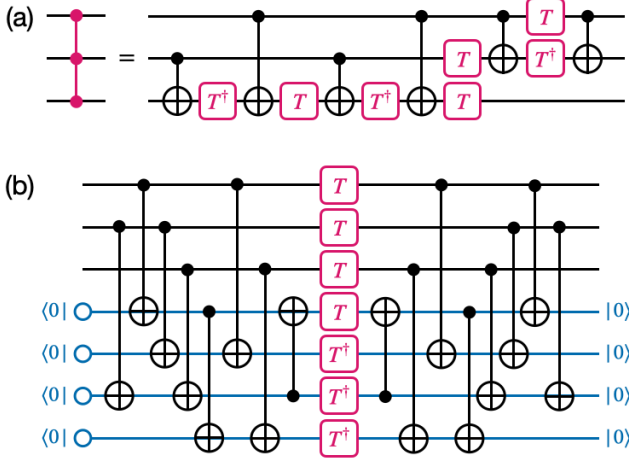 (a)
T
= T† T T† T T†
T
(b)
T
T
T
⟨0| T |0⟩
⟨0| T† |0⟩
⟨0| T† |0⟩
⟨0| T† |0⟩